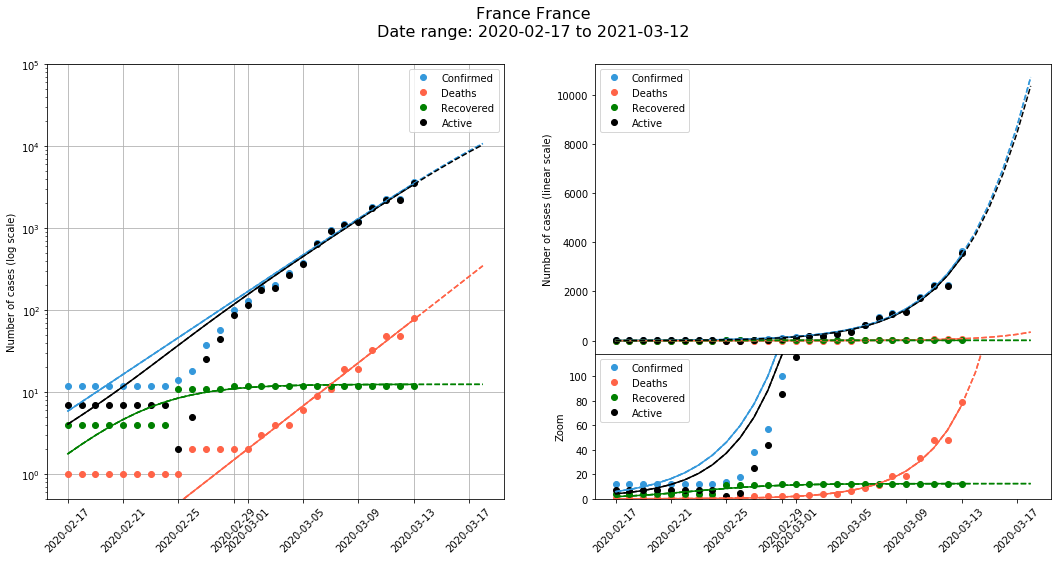 France France
Date range: 2020-02-17 to 2021-03-12
Number of cases (log scale)
10^5
10^4
10^3
10^2
10^1
10^0
Confirmed
Deaths
Recovered
Active
2020-02-17
2020-02-21
2020-02-25
2020-02-29
2020-03-01
2020-03-05
2020-03-09
2020-03-13
2020-03-17
Number of cases (linear scale)
10000
8000
6000
4000
2000
0
Confirmed
Deaths
Recovered
Active
Zoom
100
80
60
40
20
0
Confirmed
Deaths
Recovered
Active
2020-02-17
2020-02-21
2020-02-25
2020-02-29
2020-03-01
2020-03-05
2020-03-09
2020-03-13
2020-03-17